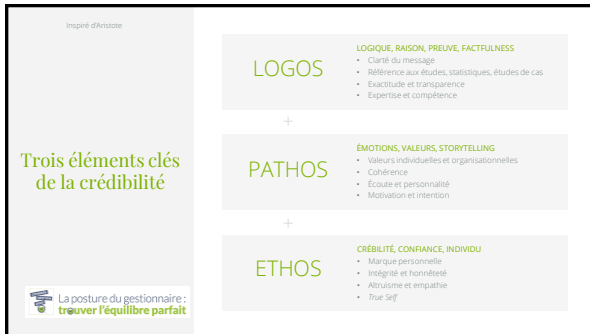 Inspiré d'Aristote
Trois éléments clés
de la crédibilité
LOGOS
LOGIQUE, RAISON, PREUVE, FACTFULNESS
• Clarté du message
• Référence aux études, statistiques, études de cas
• Exactitude et transparence
• Expertise et compétence
+
PATHOS
ÉMOTIONS, VALEURS, STORYTELLING
• Valeurs individuelles et organisationnelles
• Cohérence
• Écoute et personnalité
• Motivation et intention
+
ETHOS
CRÉBILITÉ, CONFIANCE, INDIVIDU
• Marque personnelle
• Intégrité et honnêteté
• Altruisme et empathie
• True Self
La posture du gestionnaire :
trouver l'équilibre parfait